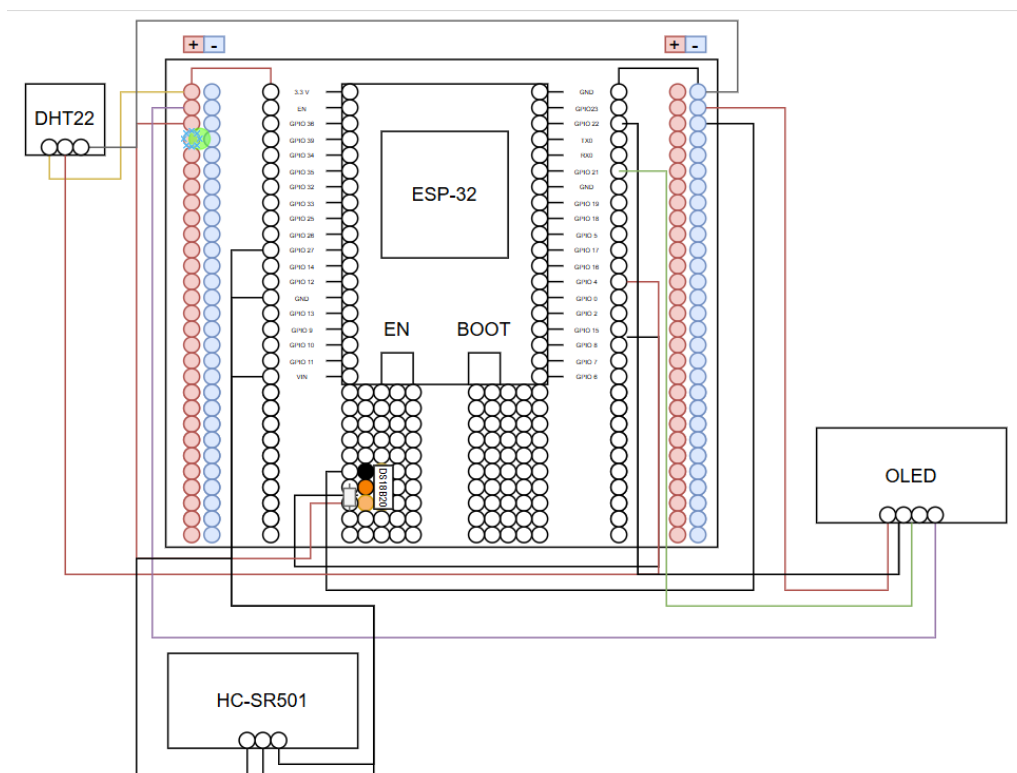 + -
+ -
DHT22
ESP-32
3.3 V
EN
GPIO 36
GPIO 39
GPIO 34
GPIO 35
GPIO 32
GPIO 33
GPIO 25
GPIO 26
GPIO 27
GPIO 14
GPIO 12
GND
GPIO 13
GPIO 9
GPIO 10
GPIO 11
VIN
GND
GPIO23
GPIO 22
TX0
RX0
GPIO 21
GND
GPIO 19
GPIO 18
GPIO 5
GPIO 17
GPIO 16
GPIO 4
GPIO 0
GPIO 2
GPIO 15
GPIO 8
GPIO 7
GPIO 6
EN
BOOT
DS18B20
OLED
HC-SR501